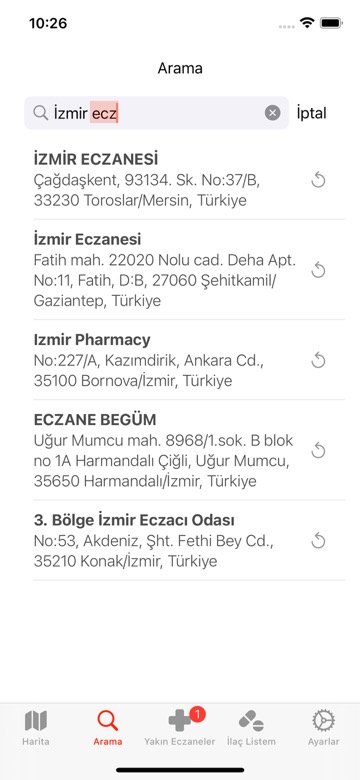 10:26
Arama
İzmir ecz
İptal
İZMİR ECZANESİ
Çağdaşkent, 93134. Sk. No:37/B,
33230 Toroslar/Mersin, Türkiye
İzmir Eczanesi
Fatih mah. 22020 Nolu cad. Deha Apt.
No:11, Fatih, D:B, 27060 Şehitkamil/
Gaziantep, Türkiye
Izmir Pharmacy
No:227/A, Kazımdirik, Ankara Cd.,
35100 Bornova/İzmir, Türkiye
ECZANE BEGÜM
Uğur Mumcu mah. 8968/1.sok. B blok
no 1A Harmandalı Çiğli, Uğur Mumcu,
35650 Harmandalı/İzmir, Türkiye
3. Bölge İzmir Eczacı Odası
No:53, Akdeniz, Şht. Fethi Bey Cd.,
35210 Konak/İzmir, Türkiye
1
Harita
Arama
Yakın Eczaneler
İlaç Listem
Ayarlar